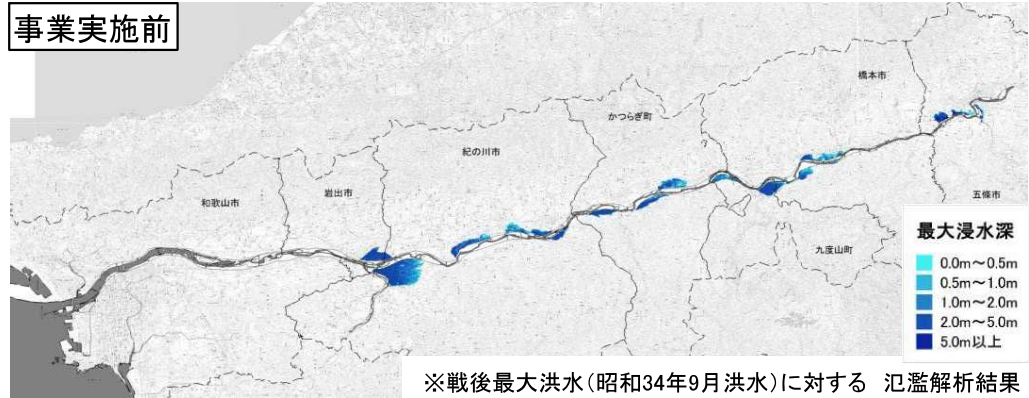 事業実施前
橋本市
かつらぎ町
紀の川市
岩出市
和歌山市
五條市
九度山町
最大浸水深
0.0m～0.5m
0.5m～1.0m
1.0m～2.0m
2.0m～5.0m
5.0m以上
※戦後最大洪水(昭和34年9月洪水)に対する 氾濫解析結果